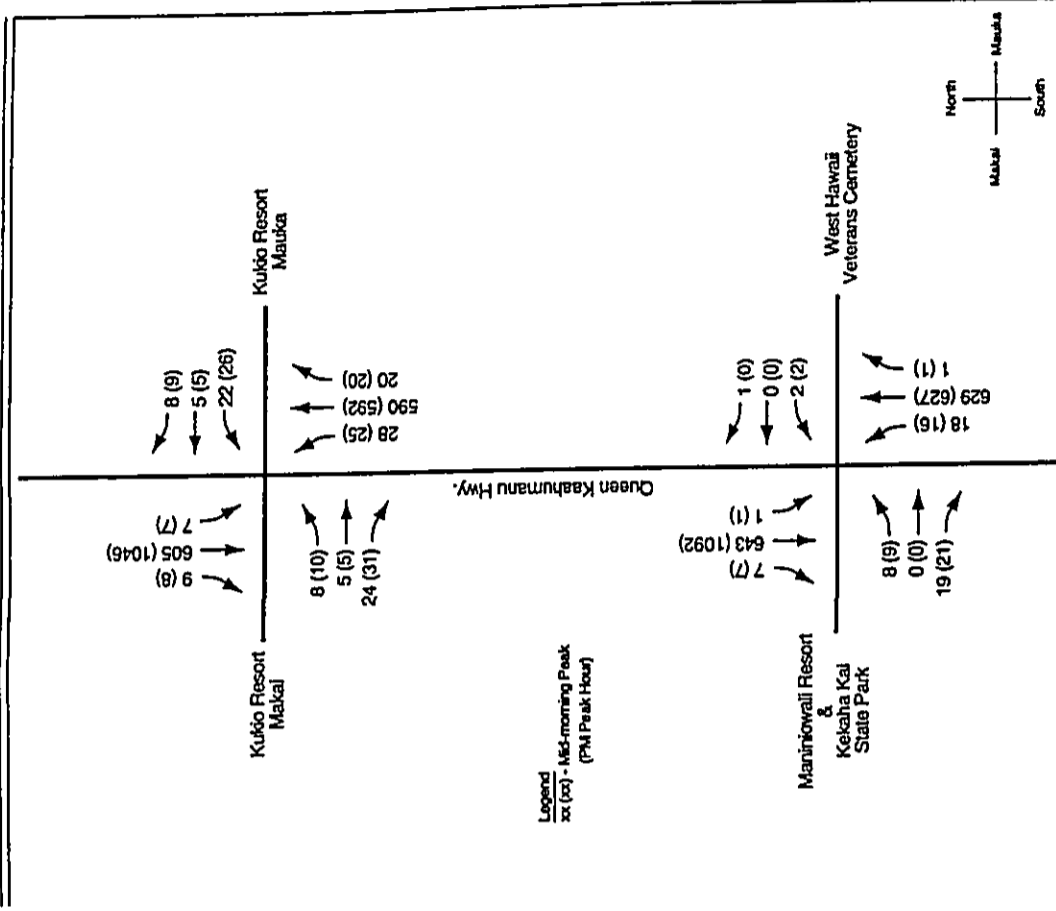 North
Makai
Mauka
South
Kukio Resort
Mauka
8 (9)
5 (5)
22 (26)
20 (20)
590 (592)
28 (25)
7 (7)
605 (1046)
9 (8)
Kukio Resort
Makai
8 (10)
5 (5)
24 (31)
Queen Kaahumanu Hwy.
West Hawaii
Veterans Cemetery
1 (0)
0 (0)
2 (2)
1 (1)
629 (627)
18 (16)
1 (1)
643 (1092)
7 (7)
8 (9)
0 (0)
19 (21)
Maniniowali Resort
&
Kekaha Kai
State Park
Legend
xx (xx) - Mid-morning Peak
(PM Peak Hour)